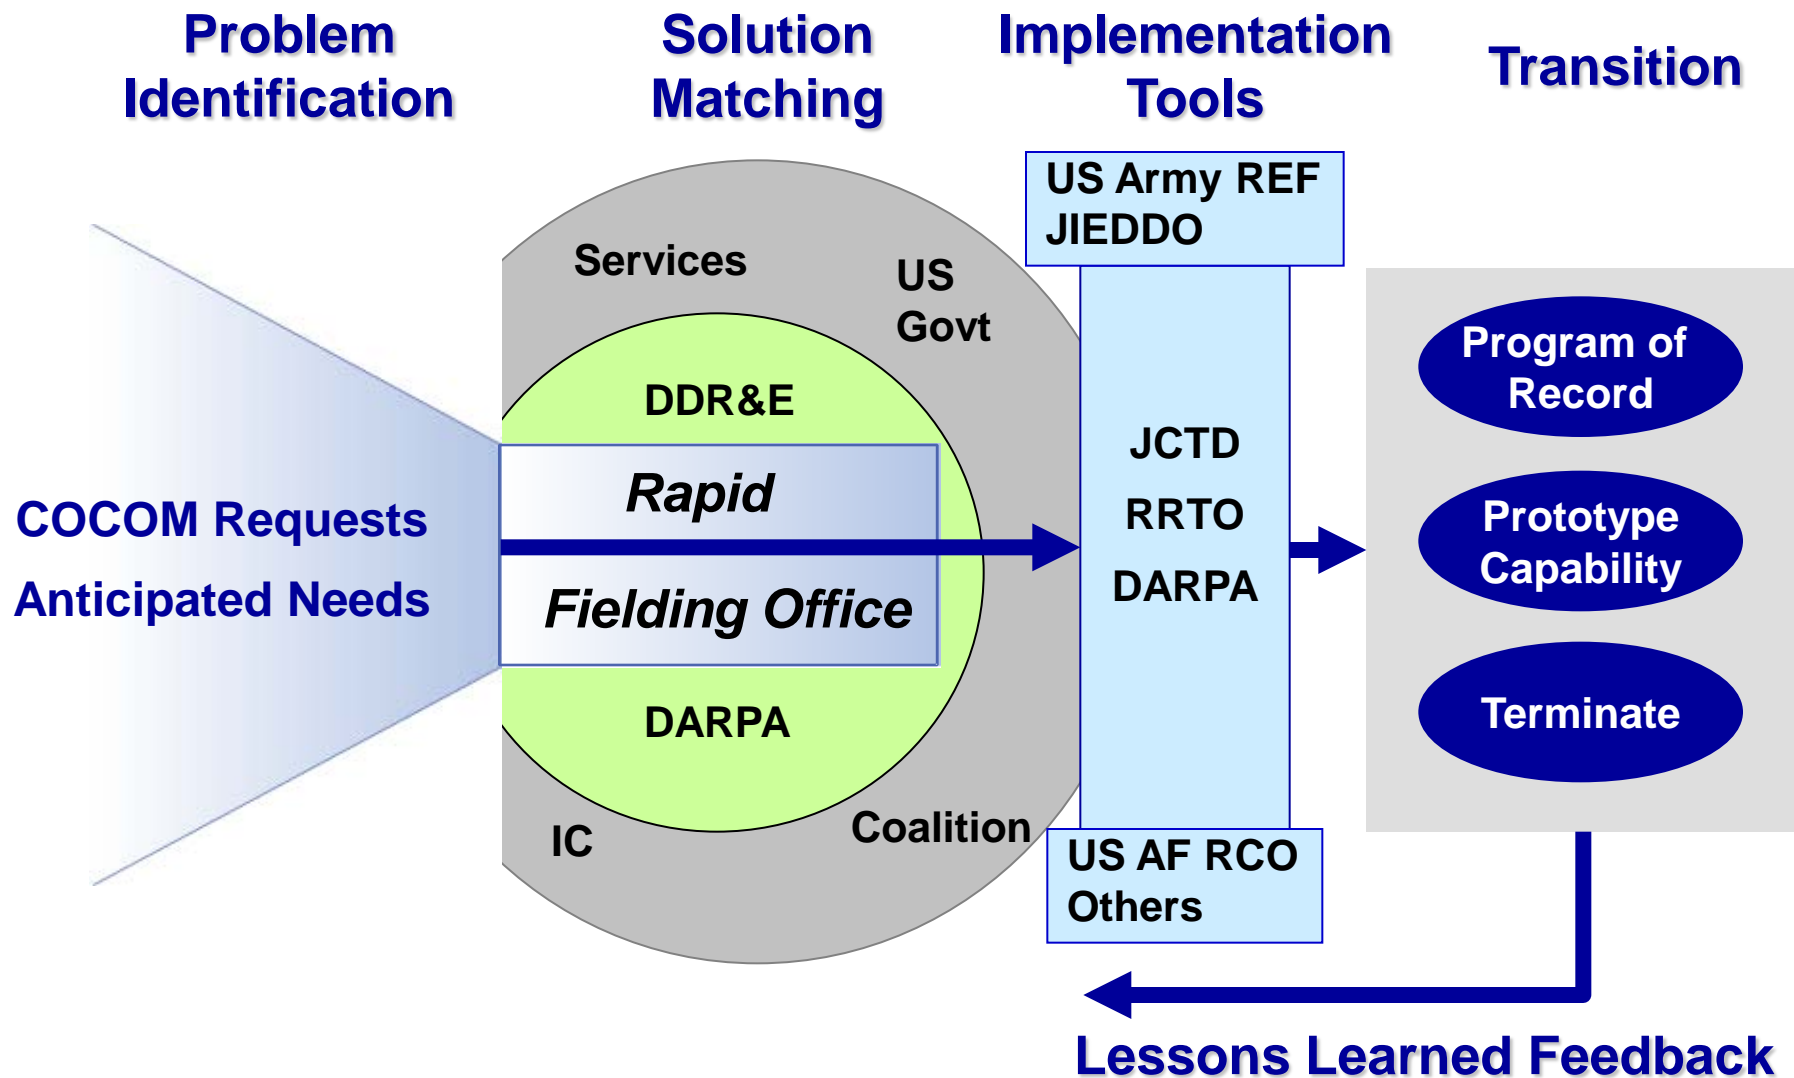 Problem
Identification
Solution
Matching
Implementation
Tools
Transition
COCOM Requests
Anticipated Needs
Services
US
Govt
DDR&E
Rapid
Fielding Office
DARPA
IC
Coalition
US Army REF
JIEDDO
JCTD
RRTO
DARPA
US AF RCO
Others
Program of
Record
Prototype
Capability
Terminate
Lessons Learned Feedback